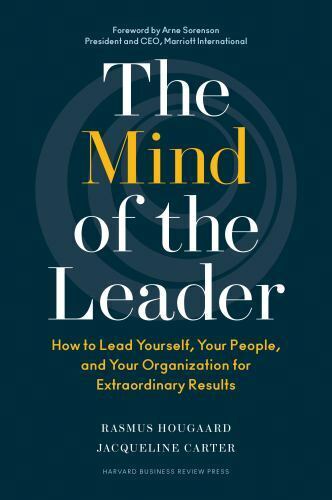 Foreword by Arne Sorenson
President and CEO, Marriott International
The
Mind
of the
Leader
How to Lead Yourself, Your People,
and Your Organization for
Extraordinary Results
RASMUS HOUGAARD
JACQUELINE CARTER
HARVARD BUSINESS REVIEW PRESS